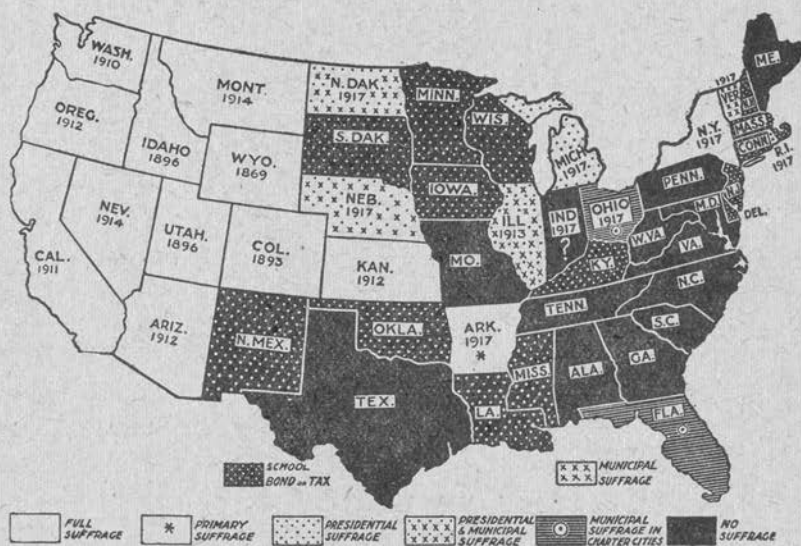 WASH.
1910
OREG.
1912
IDAHO
1896
MONT.
1914
WYO.
1869
NEV.
1914
UTAH.
1896
COL.
1893
CAL.
1911
ARIZ.
1912
N. MEX.
N. DAK.
1917
S. DAK.
NEB.
1917
KAN.
1912
OKLA.
TEX.
MINN.
IOWA.
MO.
ARK.
1917
*
LA.
WIS.
ILL
1913
MICH.
1917
IND
1917
?
OHIO
1917
KY.
TENN.
MISS.
ALA.
GA.
FLA.
S.C.
N.C.
VA.
W.VA.
M.D.
DEL.
PENN.
N.J.
N.Y.
1917
1917
VER.
N.H.
ME.
MASS.
CONN.
R.I.
1917
SCHOOL
BOND OR TAX
MUNICIPAL
SUFFRAGE
FULL
SUFFRAGE
* PRIMARY
SUFFRAGE
PRESIDENTIAL
SUFFRAGE
PRESIDENTIAL
& MUNICIPAL
SUFFRAGE
MUNICIPAL
SUFFRAGE IN
CHARTER CITIES
NO
SUFFRAGE